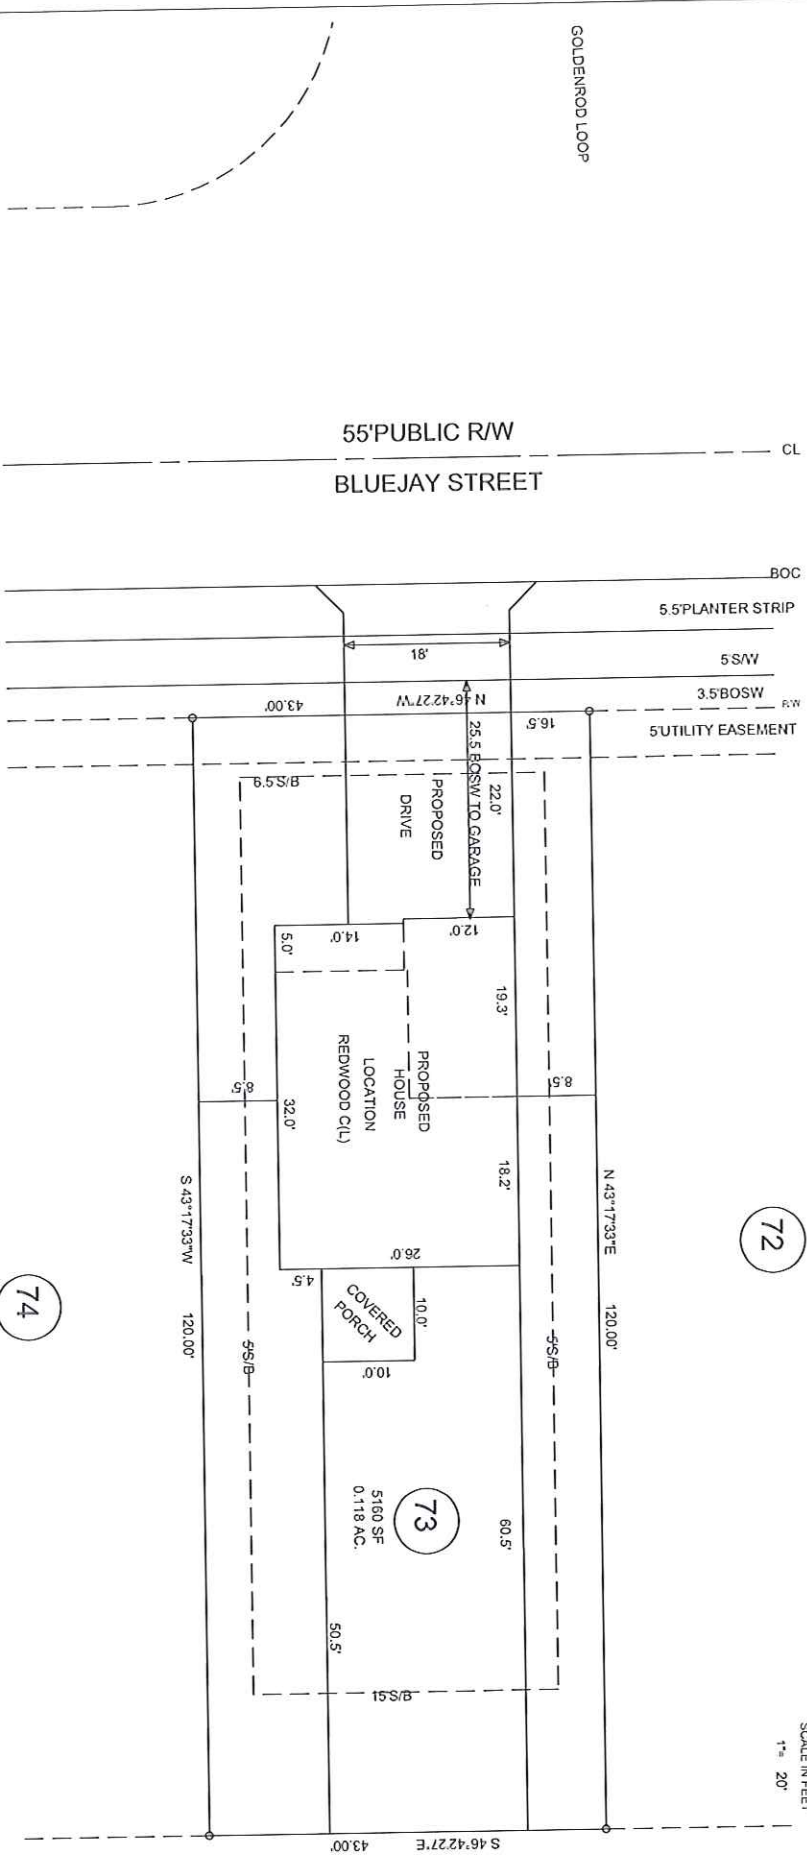 GOLDENROD LOOP
55'PUBLIC R/W
CL
BLUEJAY STREET
BOC
5.5'PLANTER STRIP
18'
5'S/W
3.5'BOSW
R/W
43.00'
N 46°42'27"W
16.5'
5'UTILITY EASEMENT
25.5 BOSW TO GARAGE
22.0'
PROPOSED
DRIVE
14.0'
12.0'
5.0'
19.3'
PROPOSED
HOUSE
LOCATION
REDWOOD C(L)
8.5'
8.5'
32.0'
18.2'
S 43°17'33"W 120.00'
N 43°17'33"E 120.00'
72
26.0'
4.5'
COVERED
PORCH
10.0'
10.0'
74
5'S/B
5'S/B
73
5160 SF
0.118 AC.
60.5'
50.5'
15'S/B
SCALE IN FEET
1"= 20'
43.00'
S 46°42'27"E